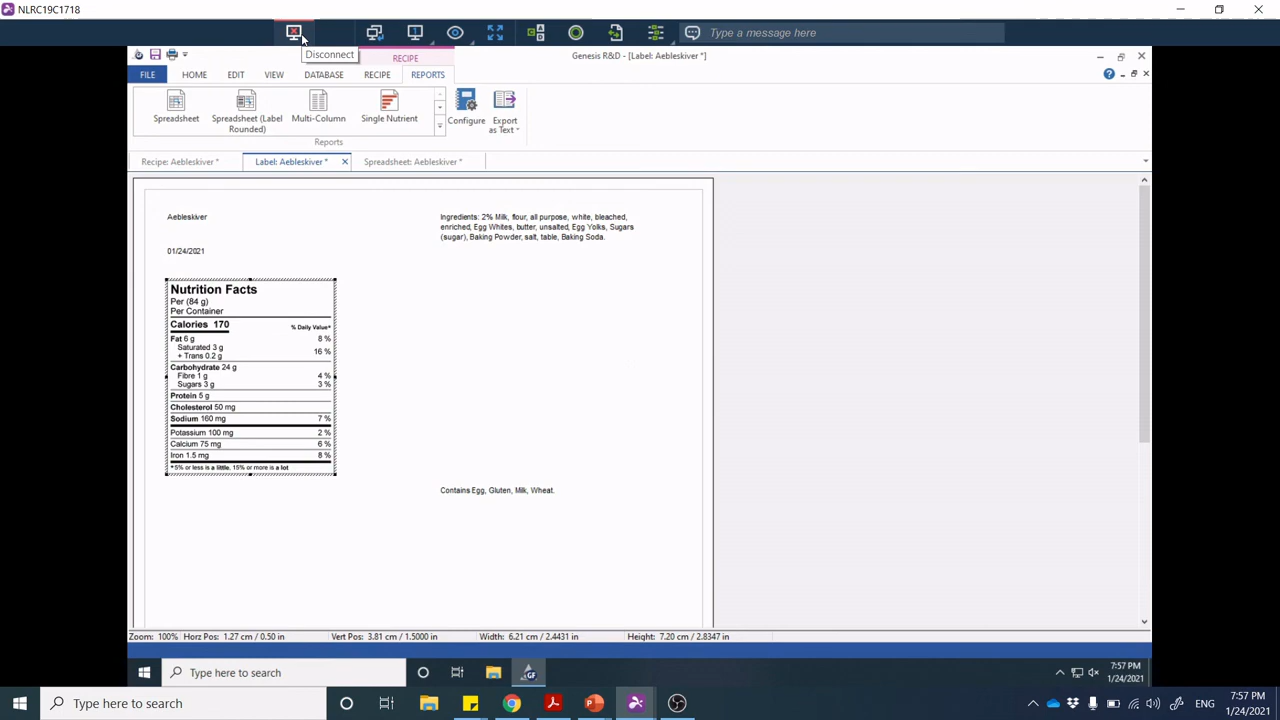 NLRC19C1718
Type a message here
Disconnect
RECIPE
Genesis R&D - [Label: Aebleskiver *]
FILE
HOME
EDIT
VIEW
DATABASE
RECIPE
REPORTS
Spreadsheet
Spreadsheet (Label
Rounded)
Multi-Column
Single Nutrient
Configure
Export
as Text
Reports
Recipe: Aebleskiver *
Label: Aebleskiver *
Spreadsheet: Aebleskiver *
Aebleskiver
Ingredients: 2% Milk, flour, all purpose, white, bleached,
enriched, Egg Whites, butter, unsalted, Egg Yolks, Sugars
(sugar), Baking Powder, salt, table, Baking Soda.
01/24/2021
Nutrition Facts
Per (84 g)
Per Container
Calories 170
% Daily Value*
Fat 6 g 8 %
Saturated 3 g
+ Trans 0.2 g 16 %
Carbohydrate 24 g
Fibre 1 g 4 %
Sugars 3 g 3 %
Protein 5 g
Cholesterol 50 mg
Sodium 160 mg 7 %
Potassium 100 mg 2 %
Calcium 75 mg 6 %
Iron 1.5 mg 8 %
*5% or less is a little, 15% or more is a lot
Contains Egg, Gluten, Milk, Wheat.
Zoom: 100% Horz Pos: 1.27 cm / 0.50 in Vert Pos: 3.81 cm / 1.5000 in Width: 6.21 cm / 2.4431 in Height: 7.20 cm / 2.8347 in
Type here to search
GF
7:57 PM
1/24/2021
Type here to search
ENG
7:57 PM
1/24/2021